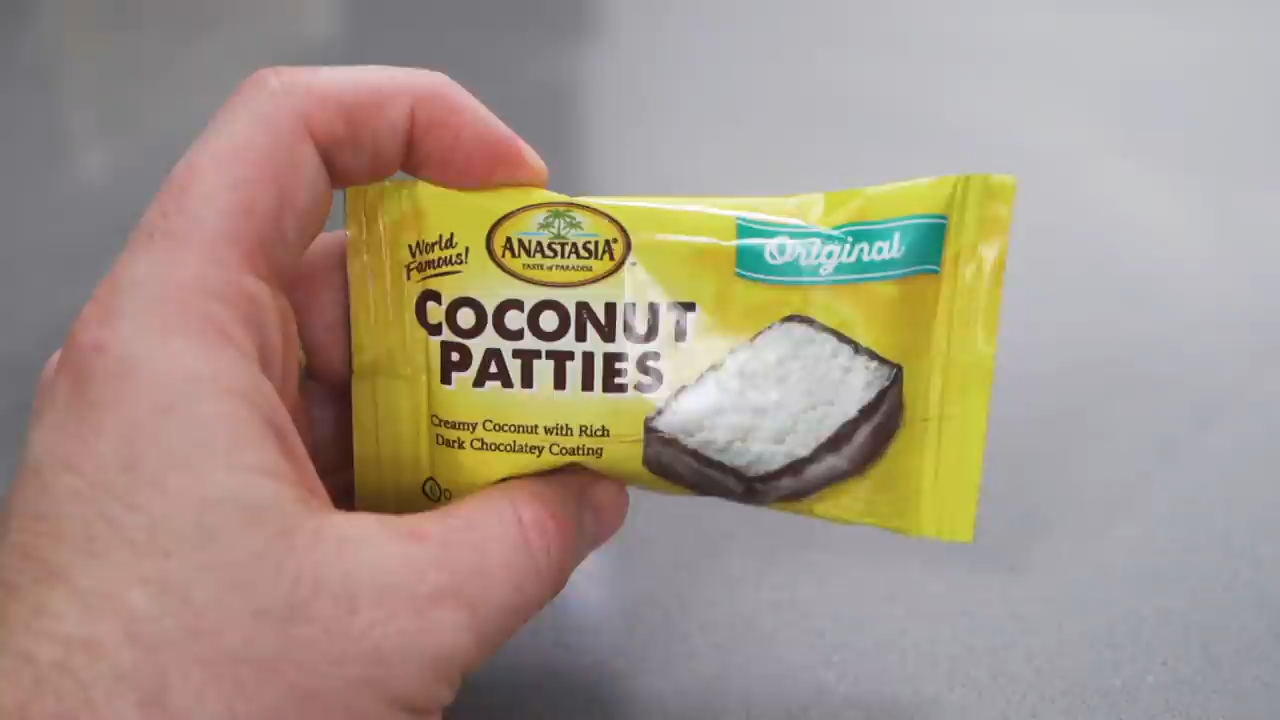 World
Famous!
ANASTASIA®
TASTE of PARADISE
Original
COCONUT
PATTIES
Creamy Coconut with Rich
Dark Chocolatey Coating